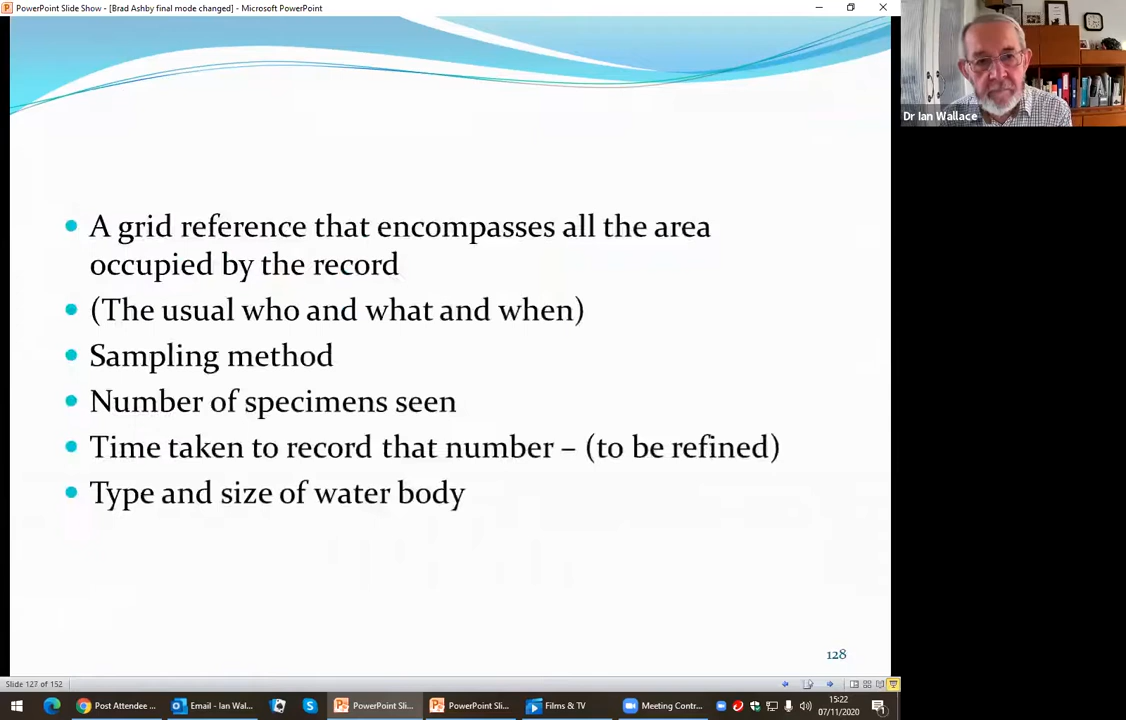 PowerPoint Slide Show - [Brad Ashby final mode changed] - Microsoft PowerPoint
Dr Ian Wallace
A grid reference that encompasses all the area
occupied by the record
(The usual who and what and when)
Sampling method
Number of specimens seen
Time taken to record that number – (to be refined)
Type and size of water body
128
Slide 127 of 152
Post Attendee ...
Email - Ian Wal...
PowerPoint Sli...
PowerPoint Sli...
Films & TV
Meeting Contr...
15:22
07/11/2020